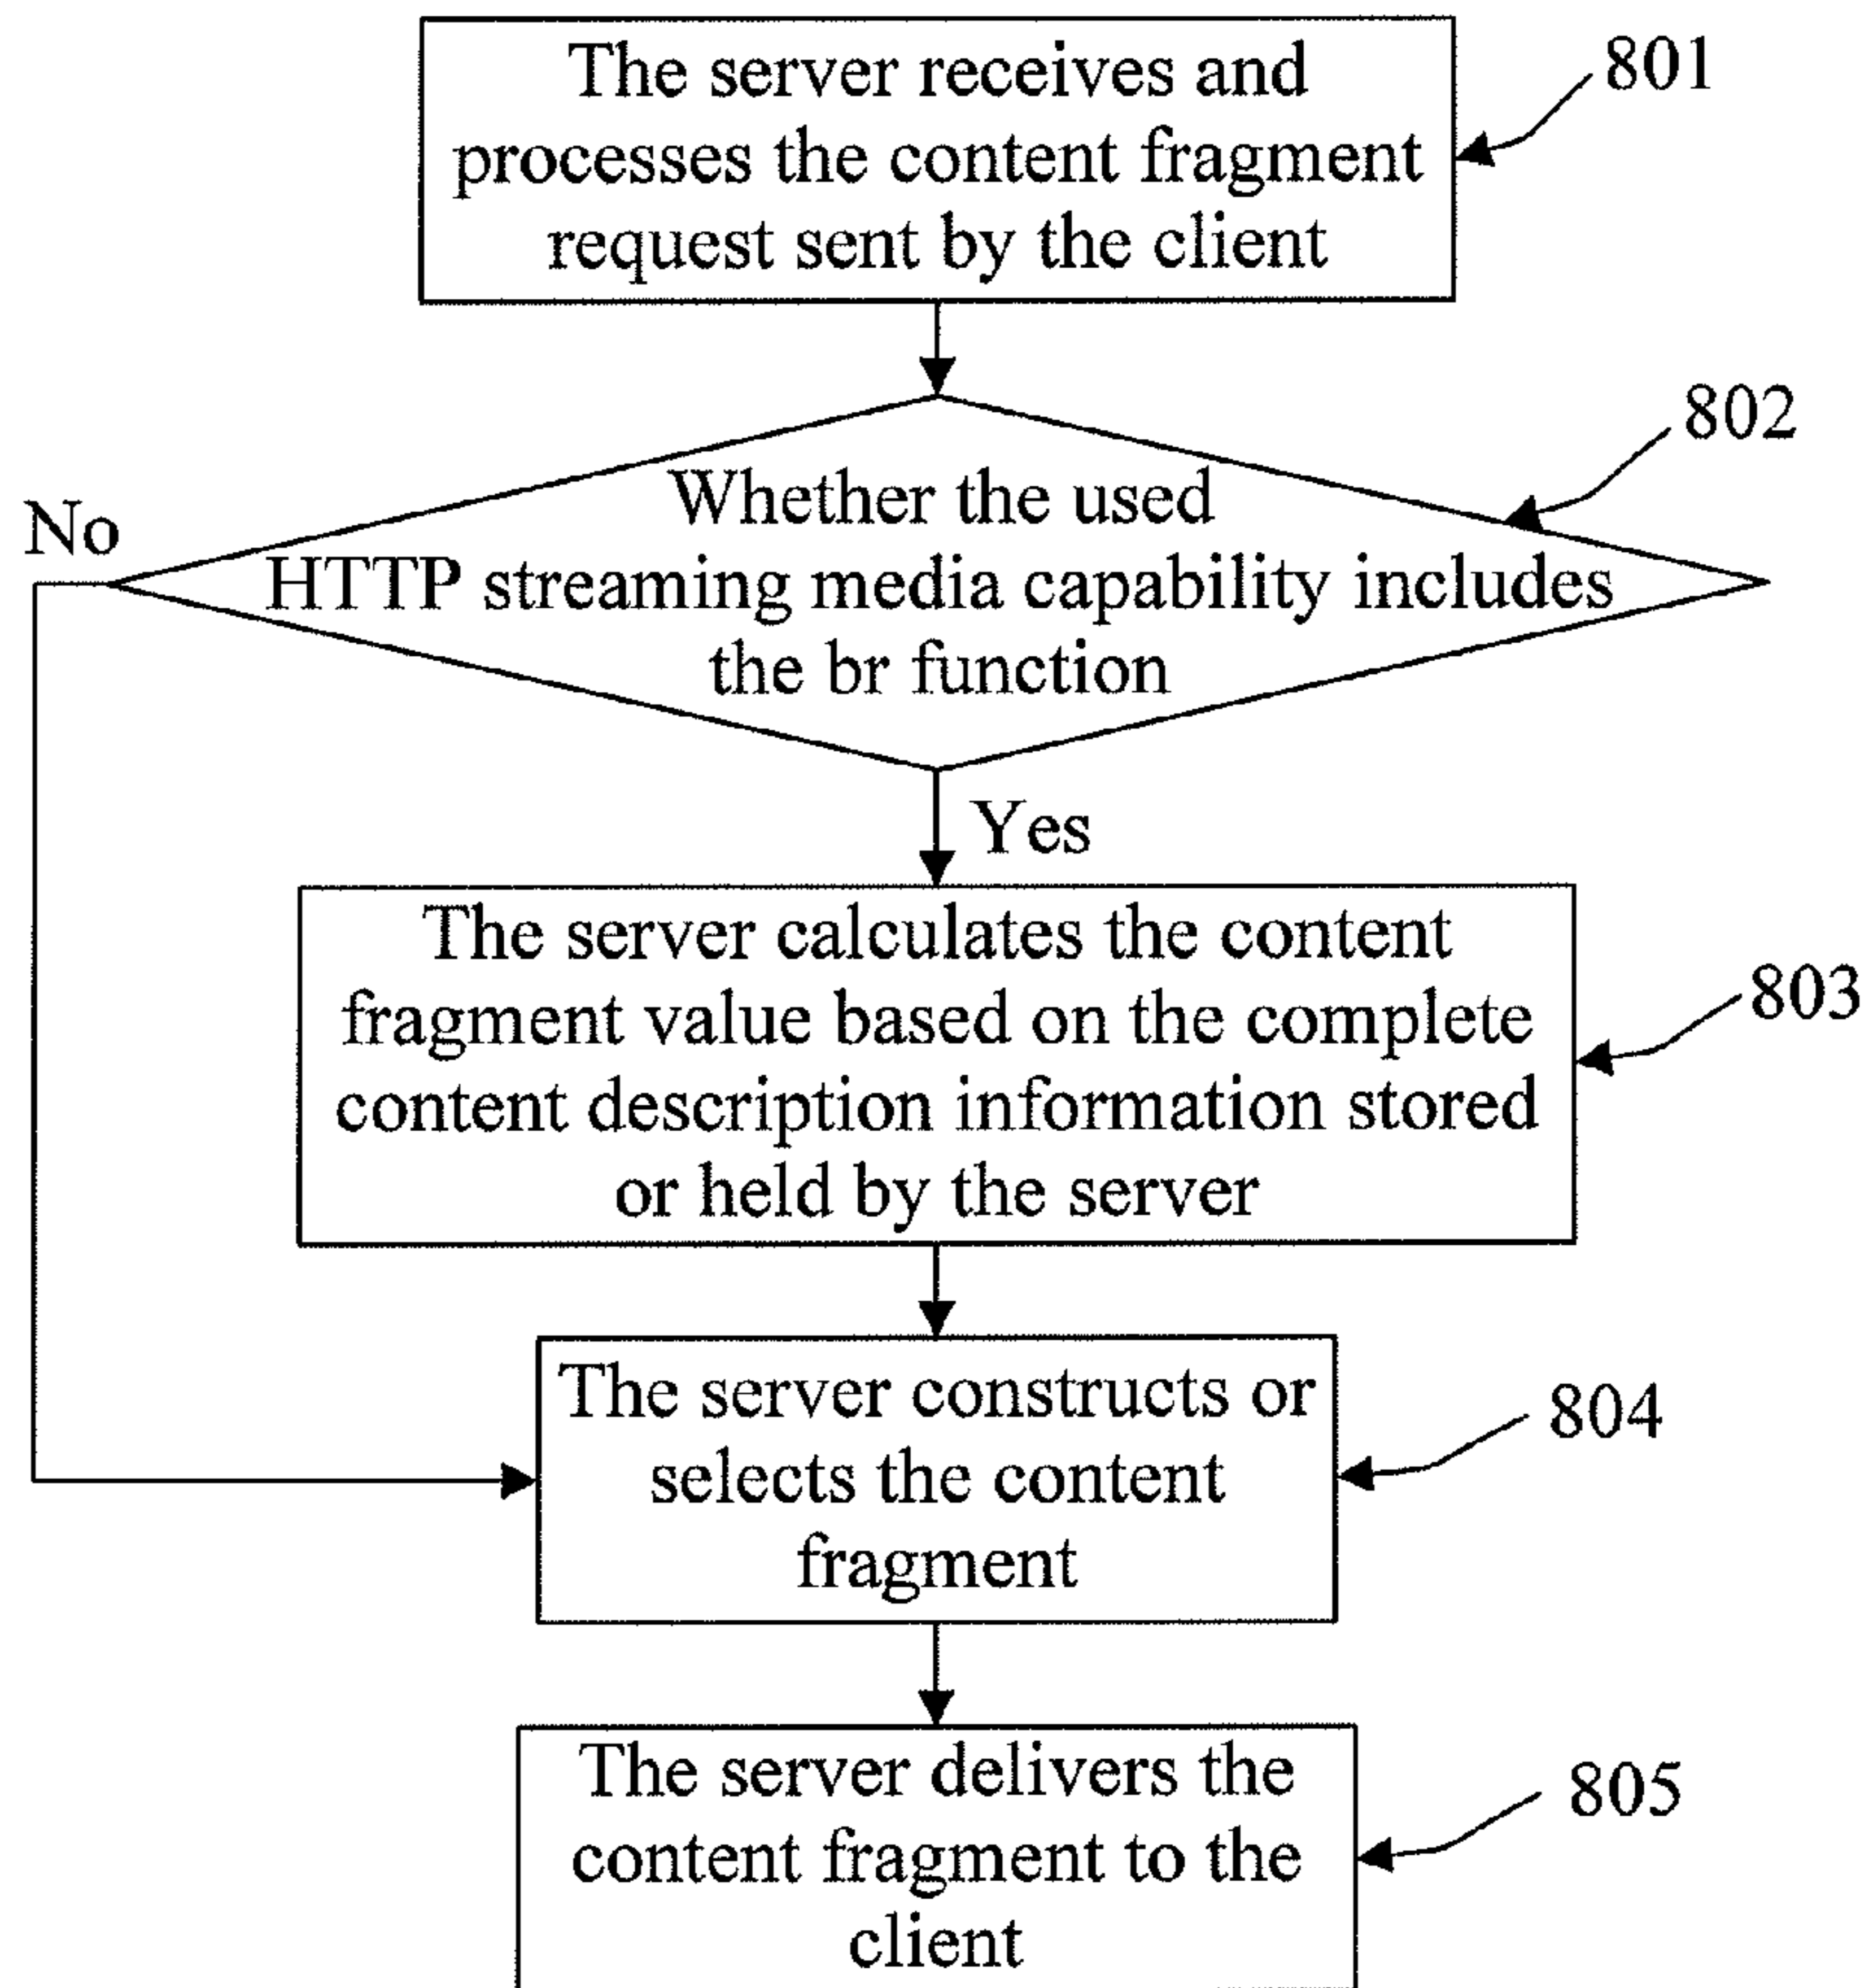 The server receives and
processes the content fragment
request sent by the client
801
802
Whether the used
HTTP streaming media capability includes
the br function
No
Yes
The server calculates the content
fragment value based on the complete
content description information stored
or held by the server
803
The server constructs or
selects the content
fragment
804
The server delivers the
content fragment to the
client
805